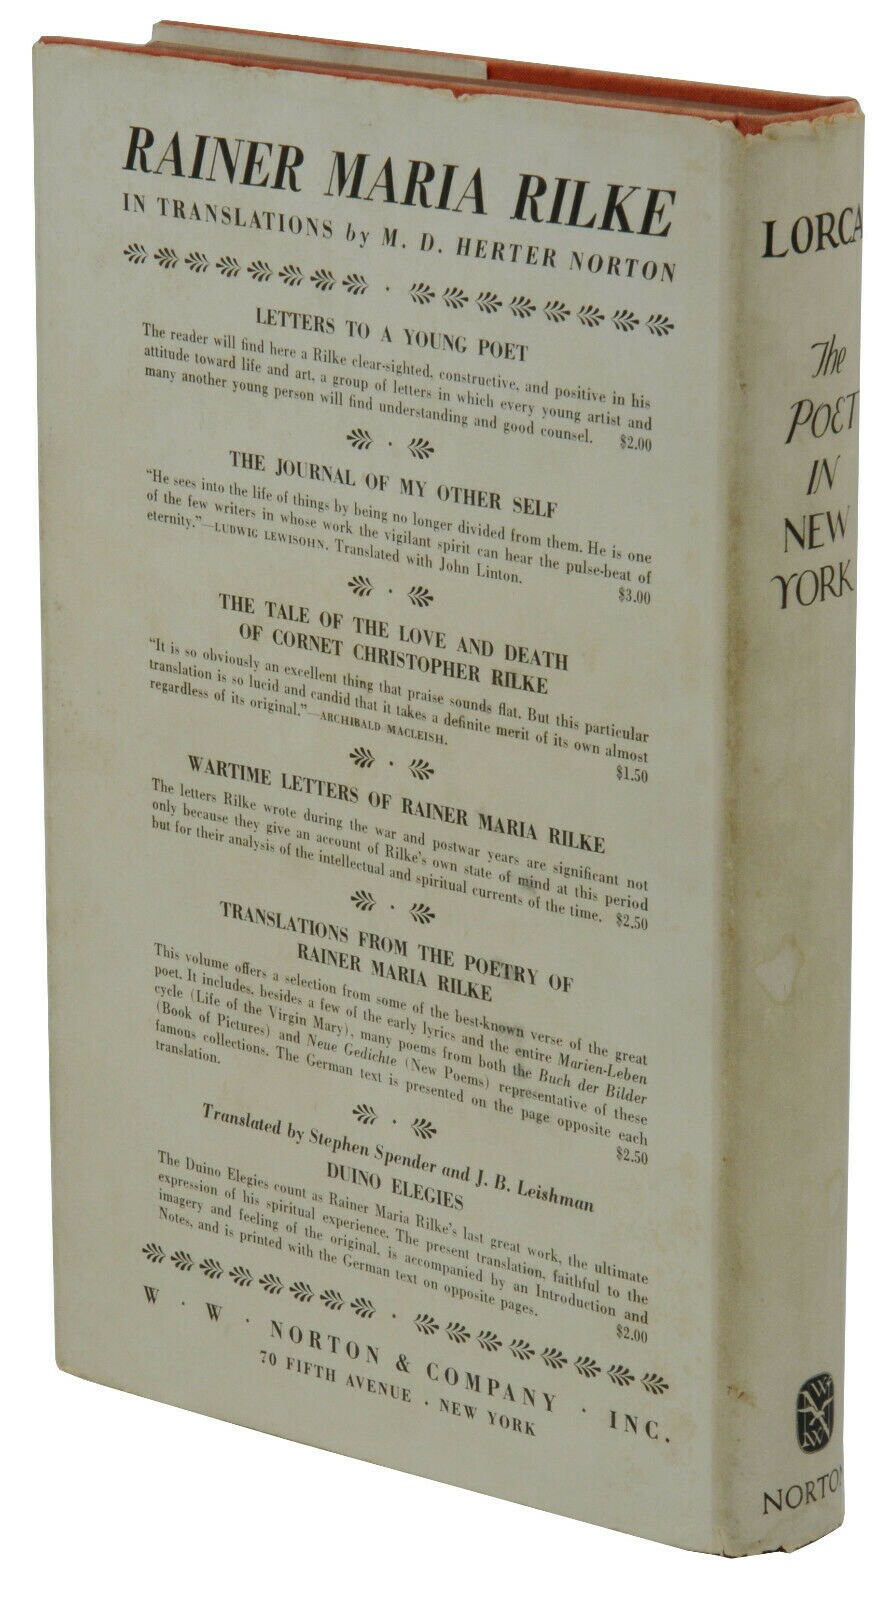 RAINER MARIA RILKE
IN TRANSLATIONS by M. D. HERTER NORTON
LETTERS TO A YOUNG POET
The reader will find here a Rilke clear-sighted, constructive, and positive in his
attitude toward life and art, a group of letters in which every young artist and
many another young person will find understanding and good counsel. $2.00
THE JOURNAL OF MY OTHER SELF
"He sees into the life of things by being no longer divided from them. He is one
of the few writers in whose work the vigilant spirit can hear the pulse-beat of
eternity."—LUDWIG LEWISOHN. Translated with John Linton. $3.00
THE TALE OF THE LOVE AND DEATH
OF CORNET CHRISTOPHER RILKE
"It is so obviously an excellent thing that praise sounds flat. But this particular
translation is so lucid and candid that it takes a definite merit of its own almost
regardless of its original."—ARCHIBALD MACLEISH. $1.50
WARTIME LETTERS OF RAINER MARIA RILKE
The letters Rilke wrote during the war and postwar years are significant not
only because they give an account of Rilke's own state of mind at this period
but for their analysis of the intellectual and spiritual currents of the time. $2.50
TRANSLATIONS FROM THE POETRY OF
RAINER MARIA RILKE
This volume offers a selection from some of the best-known verse of the great
poet. It includes, besides a few of the early lyrics and the entire Marien-Leben
cycle (Life of the Virgin Mary), many poems from both the Buch der Bilder
(Book of Pictures) and Neue Gedichte (New Poems) representative of these
famous collections. The German text is presented on the page opposite each
translation. $2.50
Translated by Stephen Spender and J. B. Leishman
DUINO ELEGIES
The Duino Elegies count as Rainer Maria Rilke's last great work, the ultimate
expression of his spiritual experience. The present translation, faithful to the
imagery and feeling of the original, is accompanied by an Introduction and
Notes, and is printed with the German text on opposite pages. $2.00
W · W · NORTON & COMPANY · INC.
70 FIFTH AVENUE · NEW YORK
LORCA
The
POET
IN
NEW
YORK
NORTON